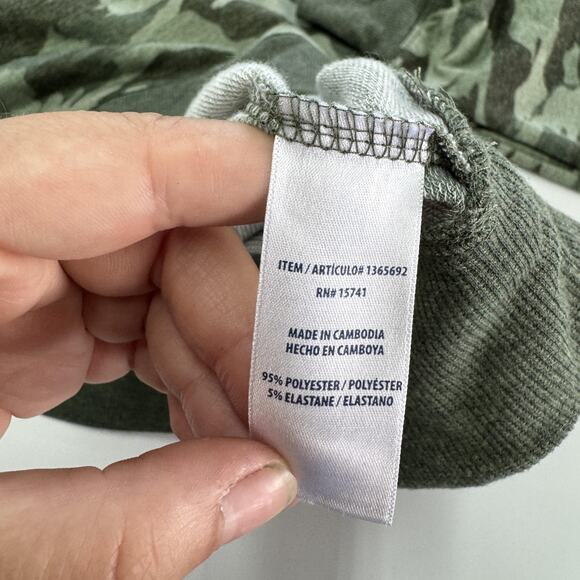 ITEM / ARTÍCULO# 1365692
RN# 15741
MADE IN CAMBODIA
HECHO EN CAMBOYA
95% POLYESTER / POLYÉSTER
5% ELASTANE / ELASTANO